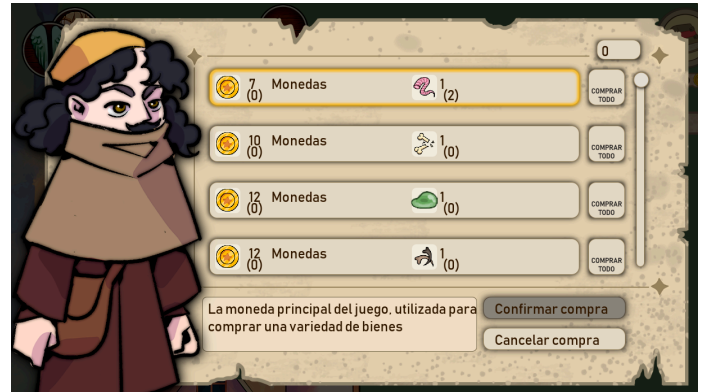 0
7 Monedas 1
(0) (2)
COMPRAR
TODO
10 Monedas 1
(0) (0)
COMPRAR
TODO
12 Monedas 1
(0) (0)
COMPRAR
TODO
12 Monedas 1
(0) (0)
COMPRAR
TODO
La moneda principal del juego, utilizada para
comprar una variedad de bienes
Confirmar compra
Cancelar compra